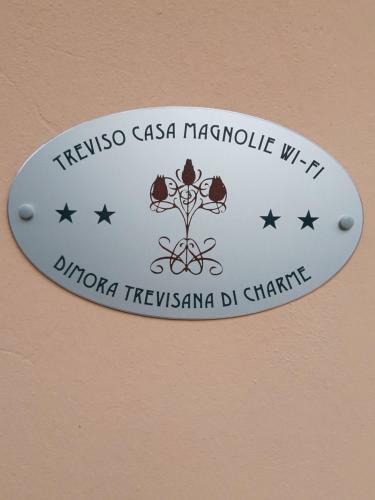 TREVISO CASA MAGNOLIE WI-FI
DIMORA TREVISANA DI CHARME